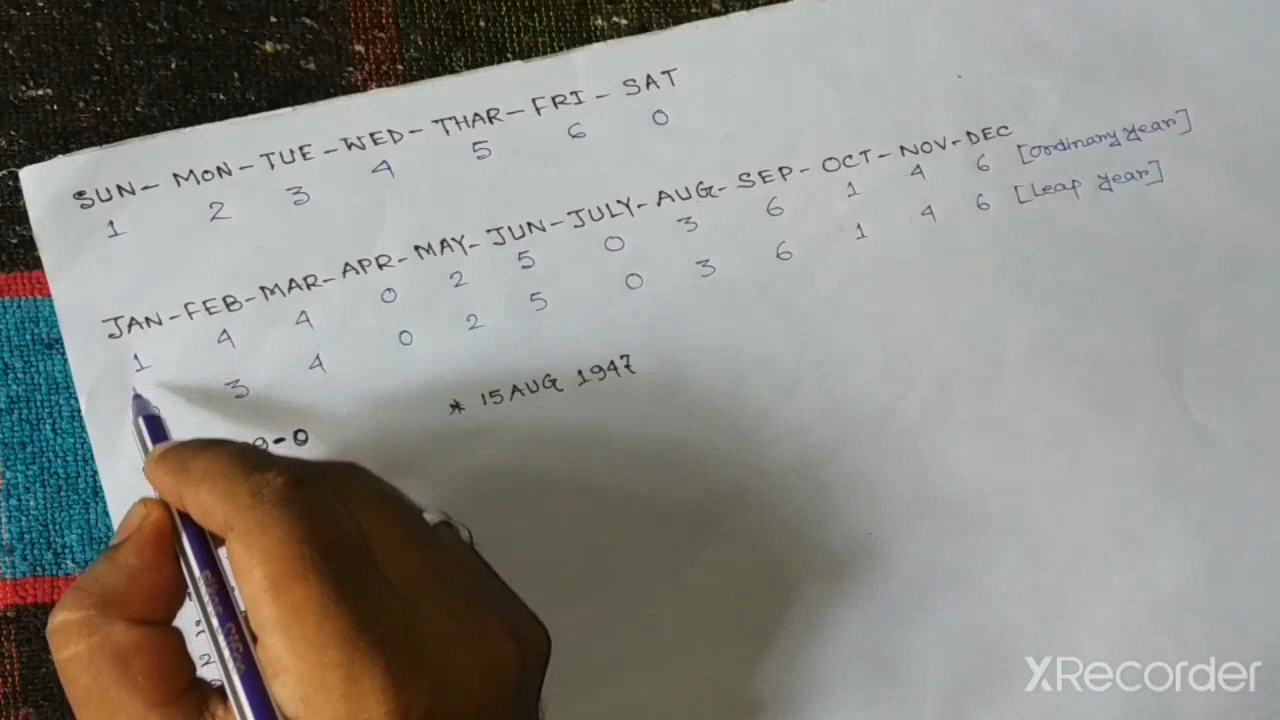 SUN- MON- TUE- WED- THAR- FRI - SAT
1 2 3 4 5 6 0
JAN-FEB-MAR-APR-MAY-JUN-JULY-AUG-SEP-OCT-NOV-DEC
1 4 4 0 2 5 0 3 6 1 4 6 [Ordinary year]
3 4 0 2 5 0 3 6 1 4 6 [Leap year]
* 15 AUG 1947
0-0
2
XRecorder